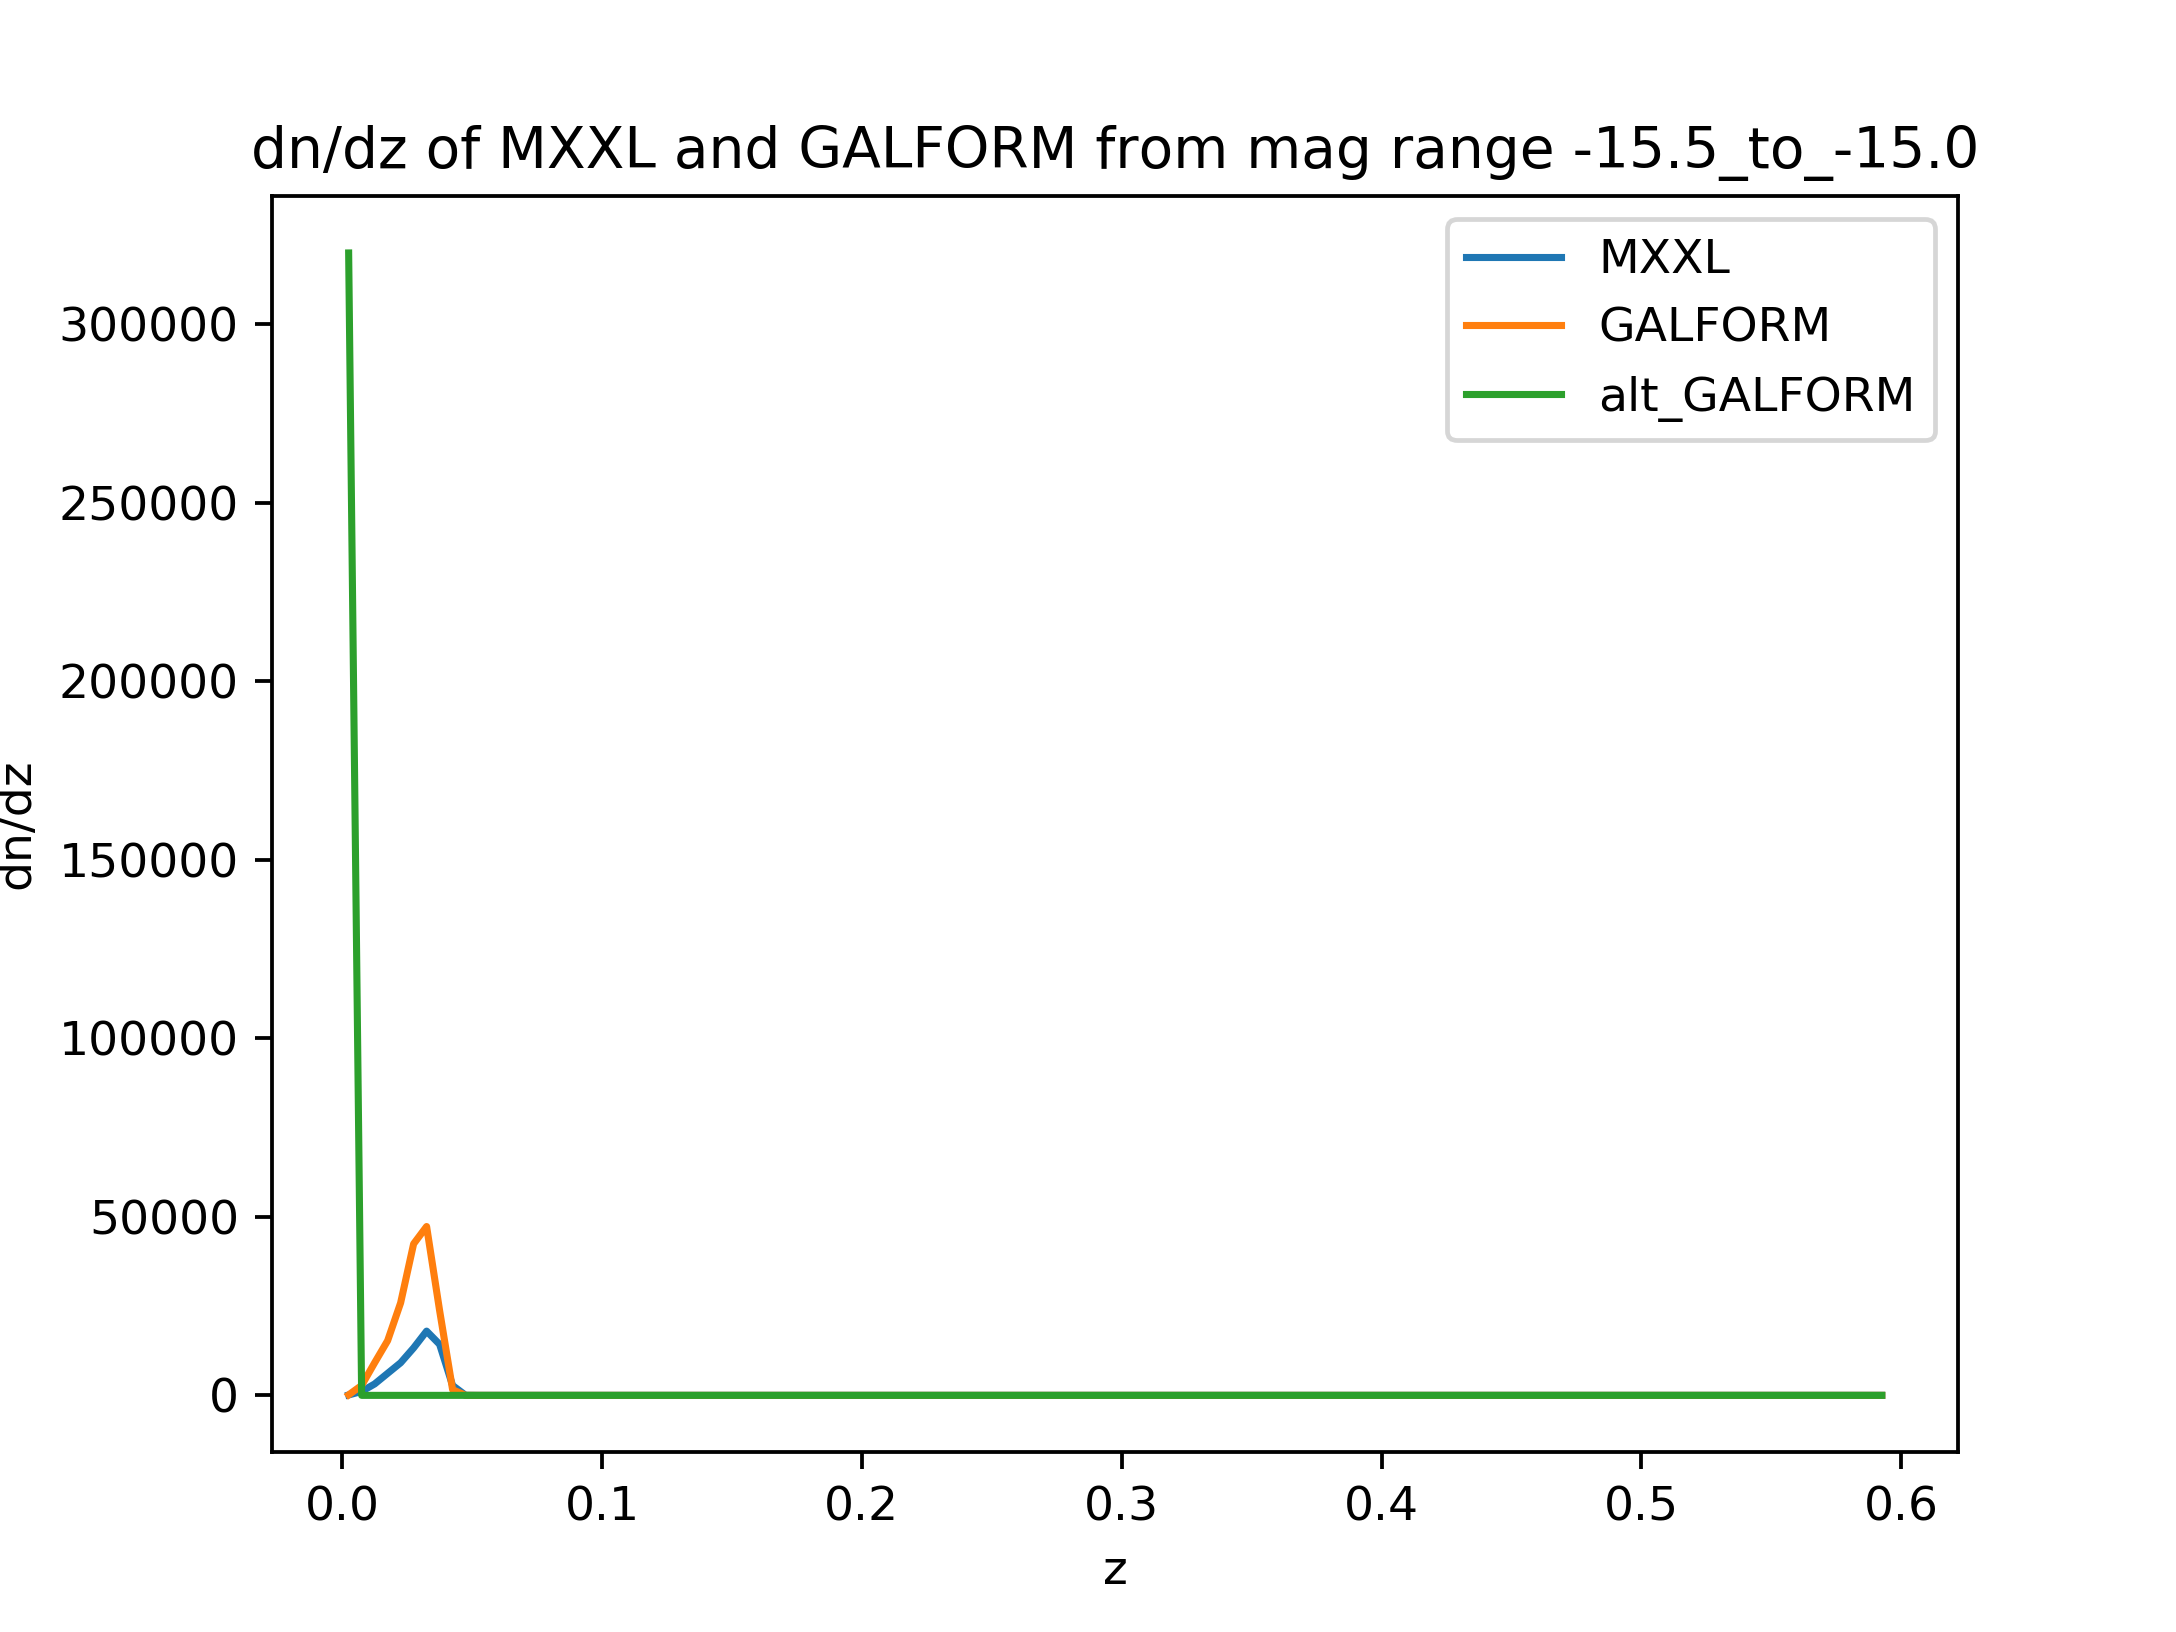 dn/dz of MXXL and GALFORM from mag range -15.5_to_-15.0
MXXL
GALFORM
alt_GALFORM
300000
250000
200000
150000
100000
50000
0
dn/dz
0.0 0.1 0.2 0.3 0.4 0.5 0.6
z